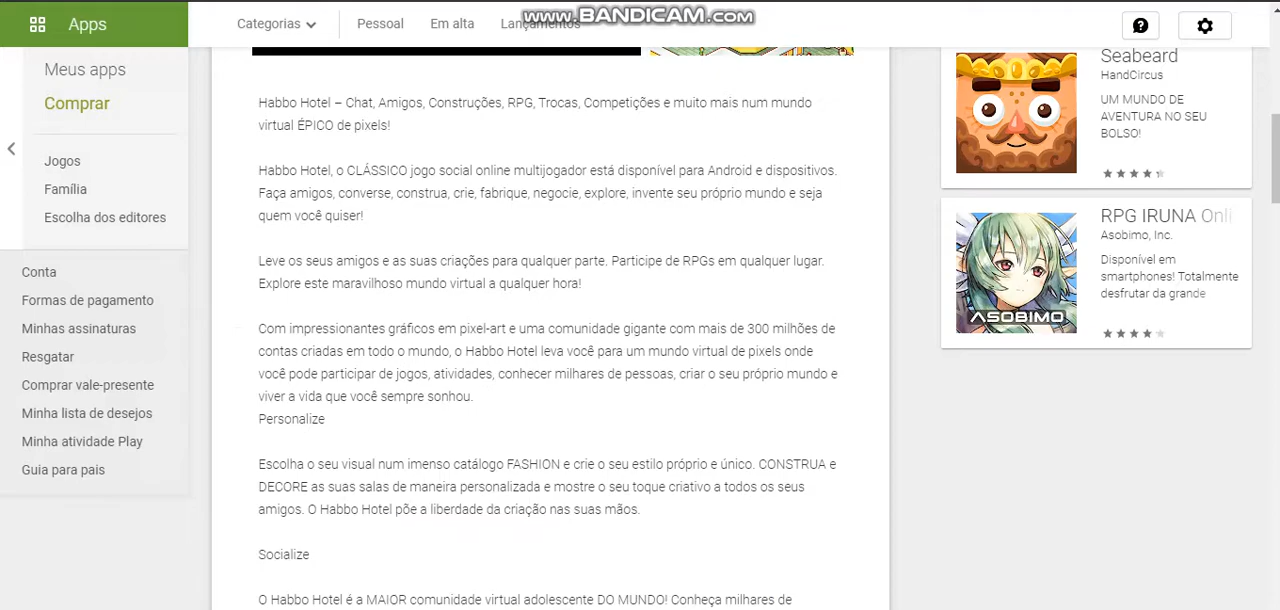 Apps
Categorias
Pessoal
Em alta
Lançamentos
www.BANDICAM.com
Meus apps
Comprar
Jogos
Família
Escolha dos editores
Conta
Formas de pagamento
Minhas assinaturas
Resgatar
Comprar vale-presente
Minha lista de desejos
Minha atividade Play
Guia para pais
Habbo Hotel – Chat, Amigos, Construções, RPG, Trocas, Competições e muito mais num mundo
virtual ÉPICO de pixels!
Habbo Hotel, o CLÁSSICO jogo social online multijogador está disponível para Android e dispositivos.
Faça amigos, converse, construa, crie, fabrique, negocie, explore, invente seu próprio mundo e seja
quem você quiser!
Leve os seus amigos e as suas criações para qualquer parte. Participe de RPGs em qualquer lugar.
Explore este maravilhoso mundo virtual a qualquer hora!
Com impressionantes gráficos em pixel-art e uma comunidade gigante com mais de 300 milhões de
contas criadas em todo o mundo, o Habbo Hotel leva você para um mundo virtual de pixels onde
você pode participar de jogos, atividades, conhecer milhares de pessoas, criar o seu próprio mundo e
viver a vida que você sempre sonhou.
Personalize
Escolha o seu visual num imenso catálogo FASHION e crie o seu estilo próprio e único. CONSTRUA e
DECORE as suas salas de maneira personalizada e mostre o seu toque criativo a todos os seus
amigos. O Habbo Hotel põe a liberdade da criação nas suas mãos.
Socialize
O Habbo Hotel é a MAIOR comunidade virtual adolescente DO MUNDO! Conheça milhares de
Seabeard
HandCircus
UM MUNDO DE
AVENTURA NO SEU
BOLSO!
RPG IRUNA Onli
Asobimo, Inc.
Disponível em
smartphones! Totalmente
desfrutar da grande
ASOBIMO